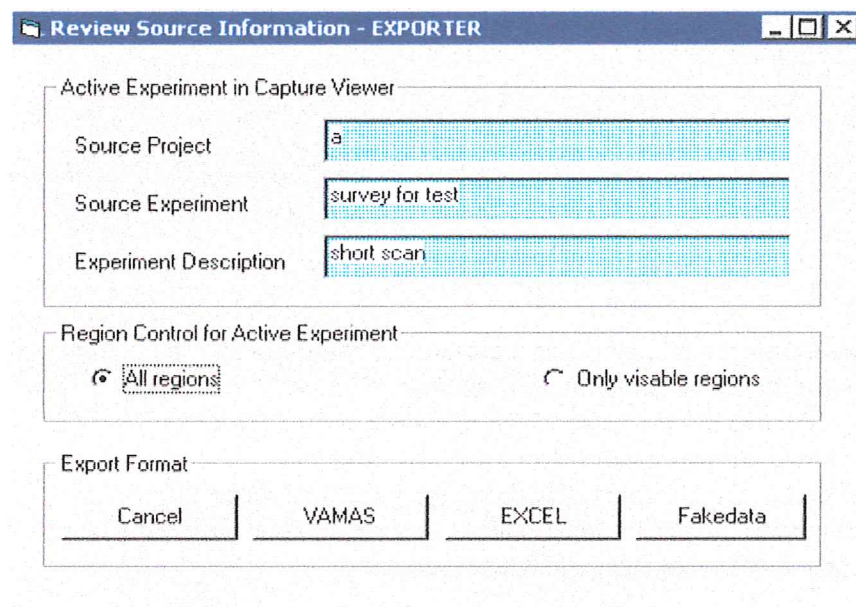 Review Source Information - EXPORTER
Active Experiment in Capture Viewer
Source Project a
Source Experiment survey for test
Experiment Description short scan
Region Control for Active Experiment
All regions Only visable regions
Export Format
Cancel VAMAS EXCEL Fakedata